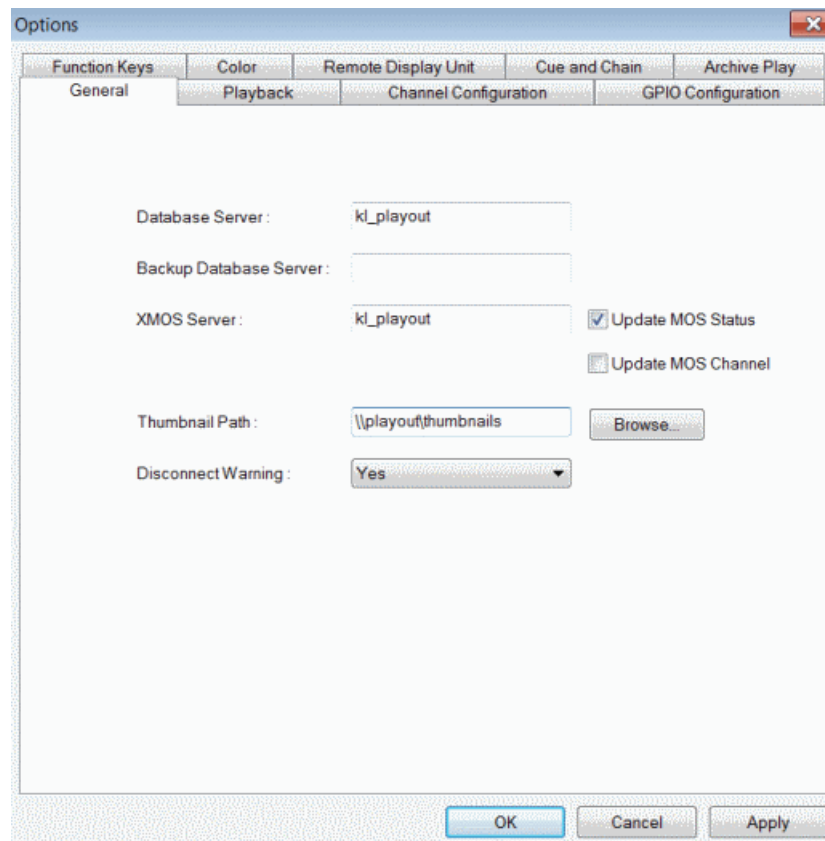 Options
Function Keys Color Remote Display Unit Cue and Chain Archive Play
General Playback Channel Configuration GPIO Configuration
Database Server : kl_playout
Backup Database Server :
XMOS Server : kl_playout Update MOS Status
Update MOS Channel
Thumbnail Path : \\playout\thumbnails Browse...
Disconnect Warning : Yes
OK Cancel Apply